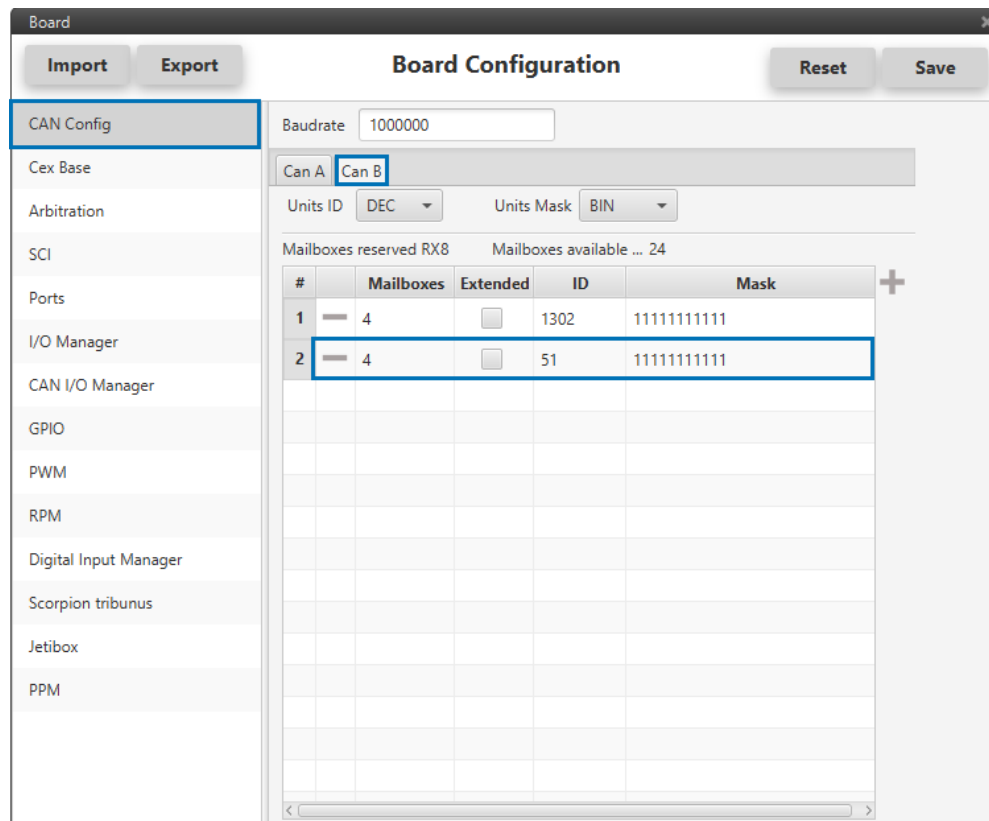 Board
Import Export Board Configuration Reset Save
CAN Config
Cex Base
Arbitration
SCI
Ports
I/O Manager
CAN I/O Manager
GPIO
PWM
RPM
Digital Input Manager
Scorpion tribunus
Jetibox
PPM
Baudrate 1000000
Can A Can B
Units ID DEC Units Mask BIN
Mailboxes reserved RX8 Mailboxes available ... 24
# Mailboxes Extended ID Mask
1 4 1302 11111111111
2 4 51 11111111111